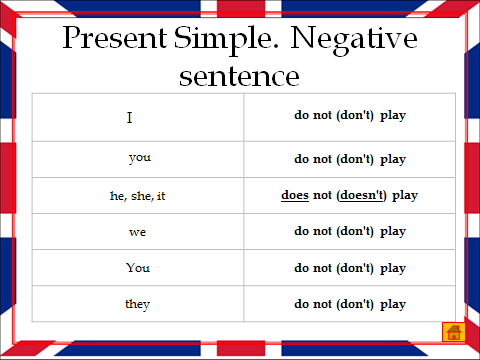 Present Simple. Negative
sentence
I do not (don't) play
you do not (don't) play
he, she, it does not (doesn't) play
we do not (don't) play
You do not (don't) play
they do not (don't) play